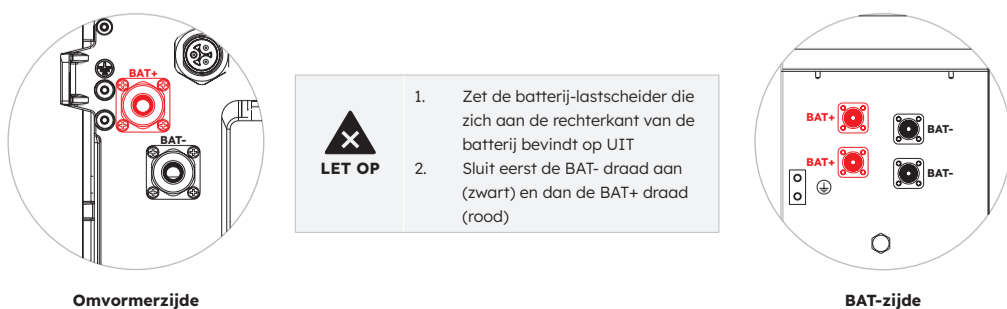 BAT+
BAT-
Omvormerzijde
LET OP
1. Zet de batterij-lastscheider die
zich aan de rechterkant van de
batterij bevindt op UIT
2. Sluit eerst de BAT- draad aan
(zwart) en dan de BAT+ draad
(rood)
BAT+
BAT-
BAT+
BAT-
BAT-zijde